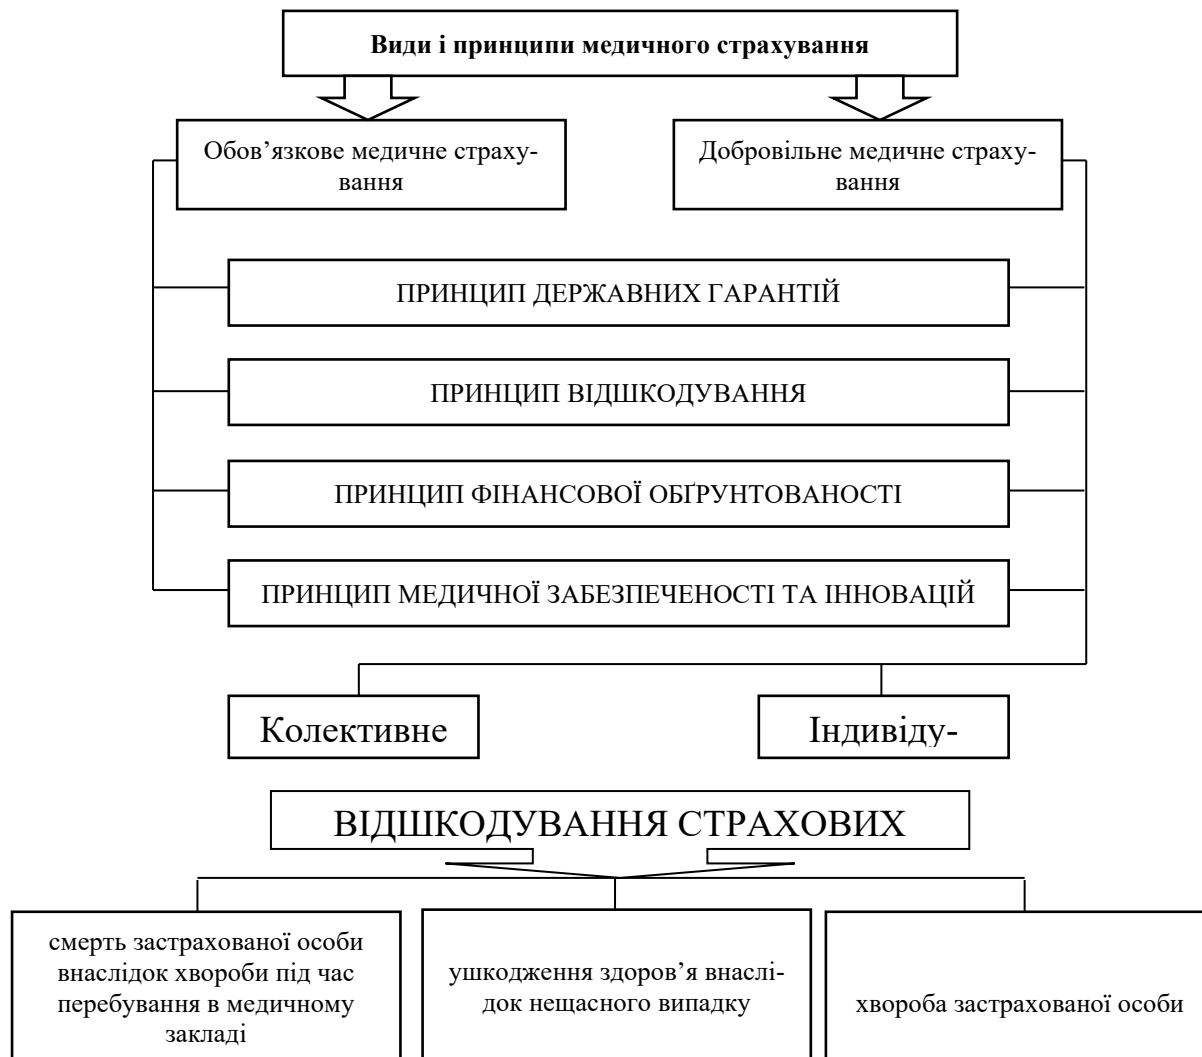 Види і принципи медичного страхування
Обов’язкове медичне страху-
вання
Добровільне медичне страху-
вання
ПРИНЦИП ДЕРЖАВНИХ ГАРАНТІЙ
ПРИНЦИП ВІДШКОДУВАННЯ
ПРИНЦИП ФІНАНСОВОЇ ОБҐРУНТОВАНОСТІ
ПРИНЦИП МЕДИЧНОЇ ЗАБЕЗПЕЧЕНОСТІ ТА ІННОВАЦІЙ
Колективне
Індивіду-
ВІДШКОДУВАННЯ СТРАХОВИХ
смерть застрахованої особи
внаслідок хвороби під час
перебування в медичному
закладі
ушкодження здоров’я внаслі-
док нещасного випадку
хвороба застрахованої особи